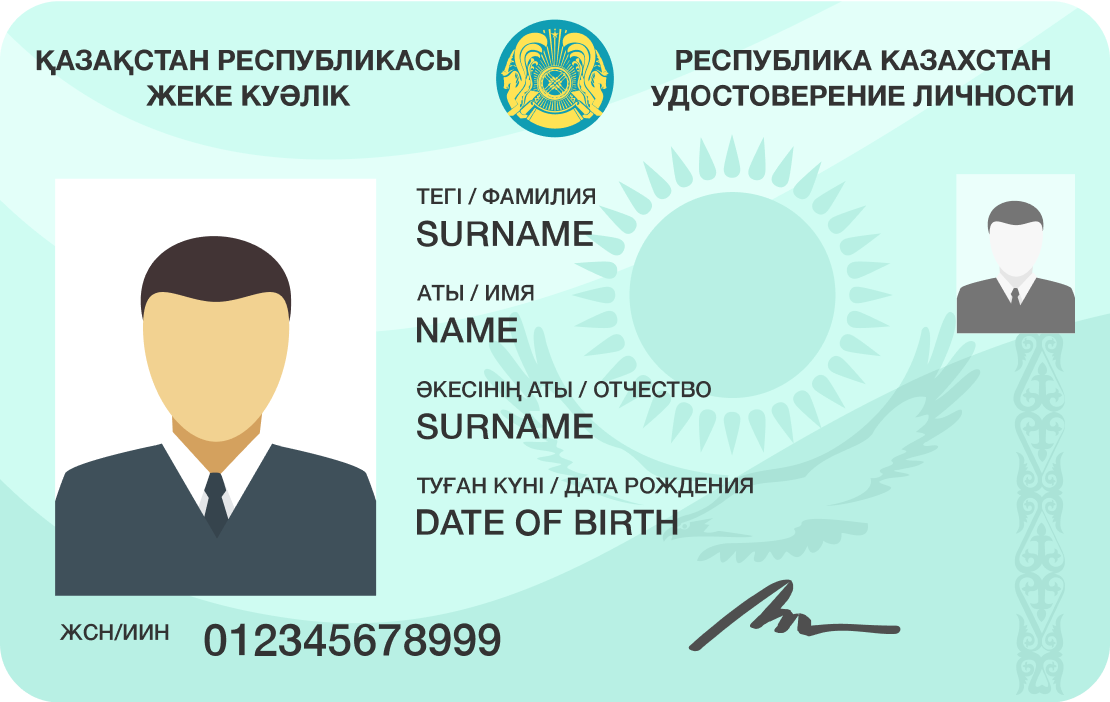 ҚАЗАҚСТАН РЕСПУБЛИКАСЫ
ЖЕКЕ КУӘЛІК
РЕСПУБЛИКА КАЗАХСТАН
УДОСТОВЕРЕНИЕ ЛИЧНОСТИ
ТЕГІ / ФАМИЛИЯ
SURNAME
АТЫ / ИМЯ
NAME
ӘКЕСІНІҢ АТЫ / ОТЧЕСТВО
SURNAME
ТУҒАН КҮНІ / ДАТА РОЖДЕНИЯ
DATE OF BIRTH
ЖСН/ИИН 012345678999